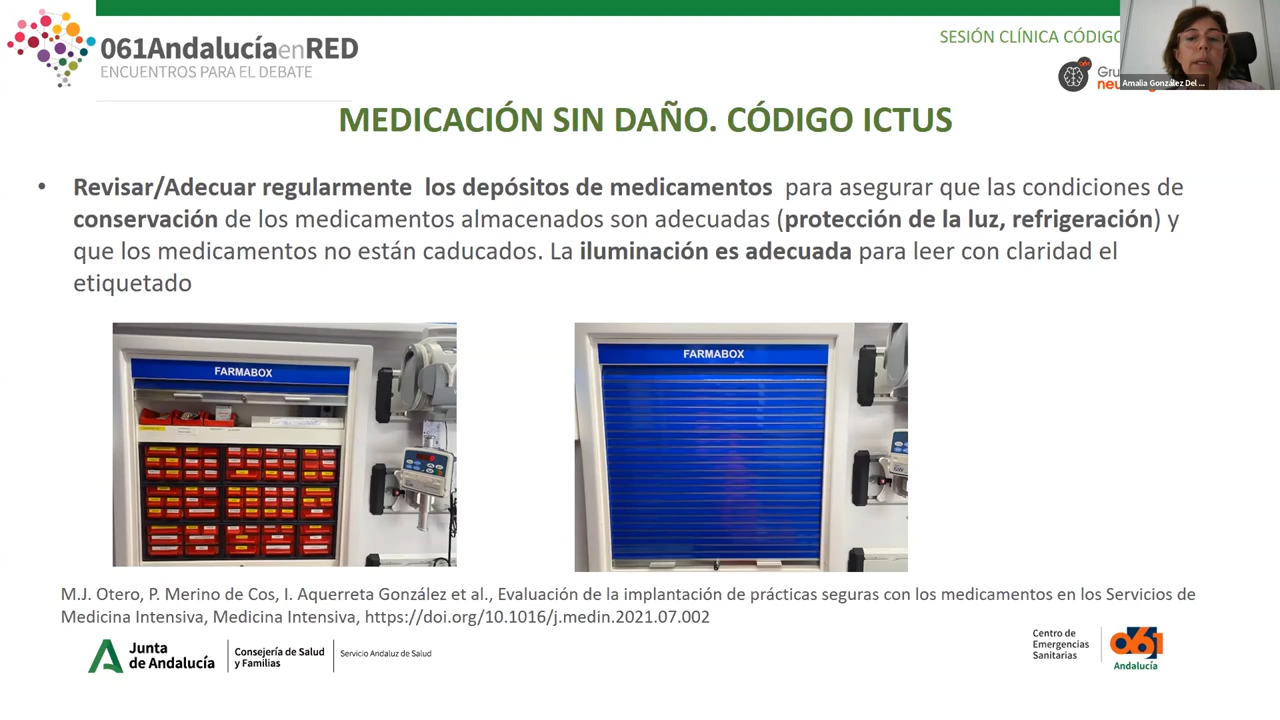 061AndalucíaenRED
ENCUENTROS PARA EL DEBATE
SESIÓN CLÍNICA CÓDIGO
Amalia González Del ...
MEDICACIÓN SIN DAÑO. CÓDIGO ICTUS
• Revisar/Adecuar regularmente los depósitos de medicamentos para asegurar que las condiciones de
conservación de los medicamentos almacenados son adecuadas (protección de la luz, refrigeración) y
que los medicamentos no están caducados. La iluminación es adecuada para leer con claridad el
etiquetado
FARMABOX
FARMABOX
M.J. Otero, P. Merino de Cos, I. Aquerreta González et al., Evaluación de la implantación de prácticas seguras con los medicamentos en los Servicios de
Medicina Intensiva, Medicina Intensiva, https://doi.org/10.1016/j.medin.2021.07.002
Junta
de Andalucía
Consejería de Salud
y Familias
Servicio Andaluz de Salud
Centro de
Emergencias
Sanitarias
061
Andalucía